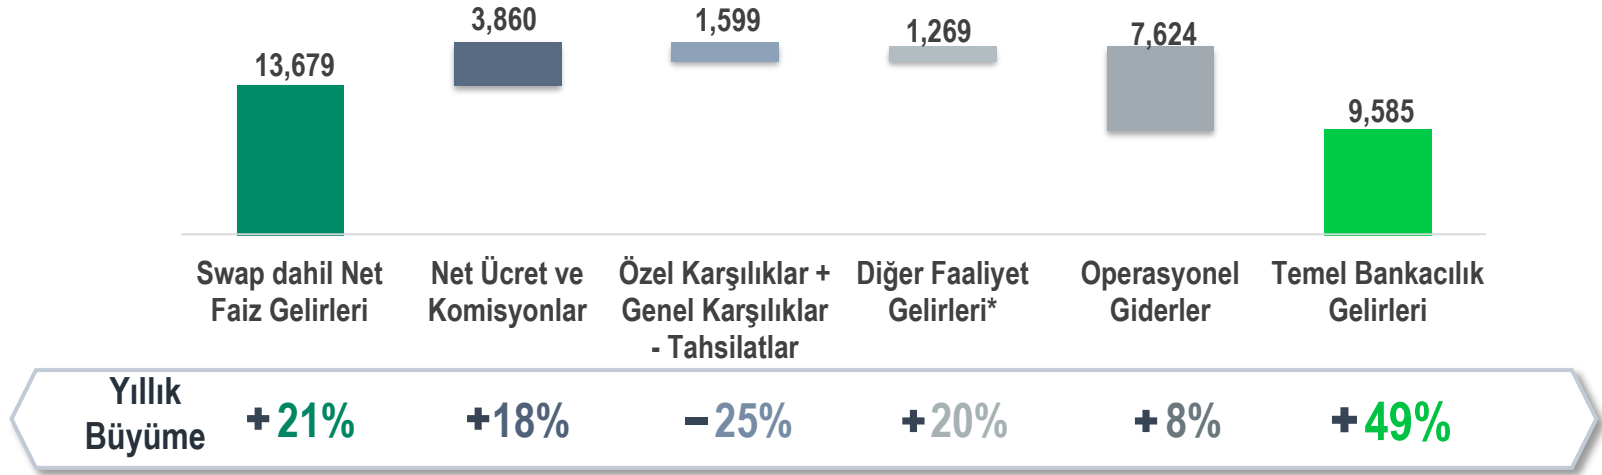 13,679
3,860
1,599
1,269
7,624
9,585
Swap dahil Net
Faiz Gelirleri
Net Ücret ve
Komisyonlar
Özel Karşılıklar +
Genel Karşılıklar
- Tahsilatlar
Diğer Faaliyet
Gelirleri*
Operasyonel
Giderler
Temel Bankacılık
Gelirleri
Yıllık
Büyüme
+ 21%
+18%
- 25%
+ 20%
+ 8%
+ 49%